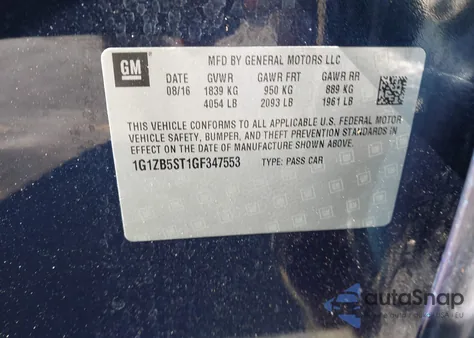 GM
MFD BY GENERAL MOTORS LLC
DATE GVWR GAWR FRT GAWR RR
08/16 1839 KG 950 KG 889 KG
4054 LB 2093 LB 1961 LB
THIS VEHICLE CONFORMS TO ALL APPLICABLE U.S. FEDERAL MOTOR
VEHICLE SAFETY, BUMPER, AND THEFT PREVENTION STANDARDS IN
EFFECT ON THE DATE OF MANUFACTURE SHOWN ABOVE.
1G1ZB5ST1GF347553 TYPE: PASS CAR
autoSnap